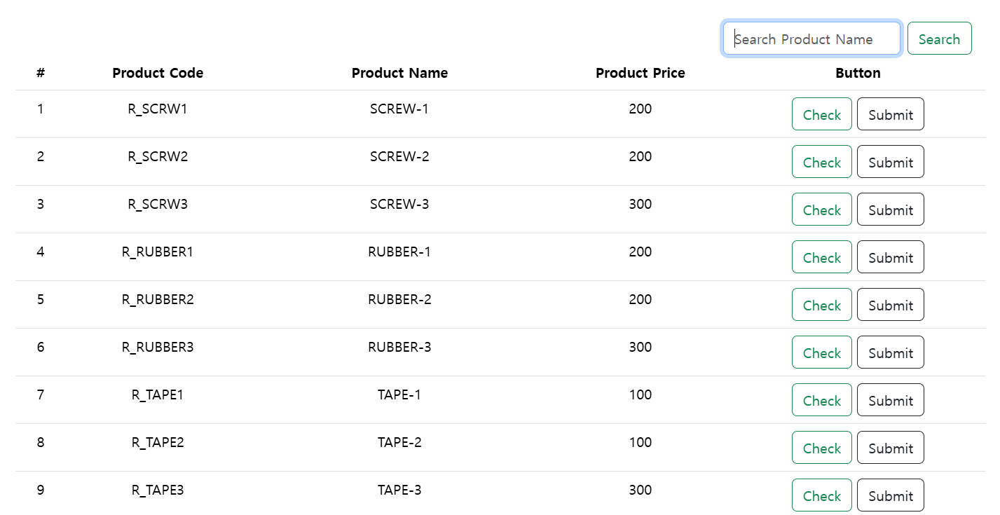 Search Product Name Search
# Product Code Product Name Product Price Button
1 R_SCRW1 SCREW-1 200 Check Submit
2 R_SCRW2 SCREW-2 200 Check Submit
3 R_SCRW3 SCREW-3 300 Check Submit
4 R_RUBBER1 RUBBER-1 200 Check Submit
5 R_RUBBER2 RUBBER-2 200 Check Submit
6 R_RUBBER3 RUBBER-3 300 Check Submit
7 R_TAPE1 TAPE-1 100 Check Submit
8 R_TAPE2 TAPE-2 100 Check Submit
9 R_TAPE3 TAPE-3 300 Check Submit